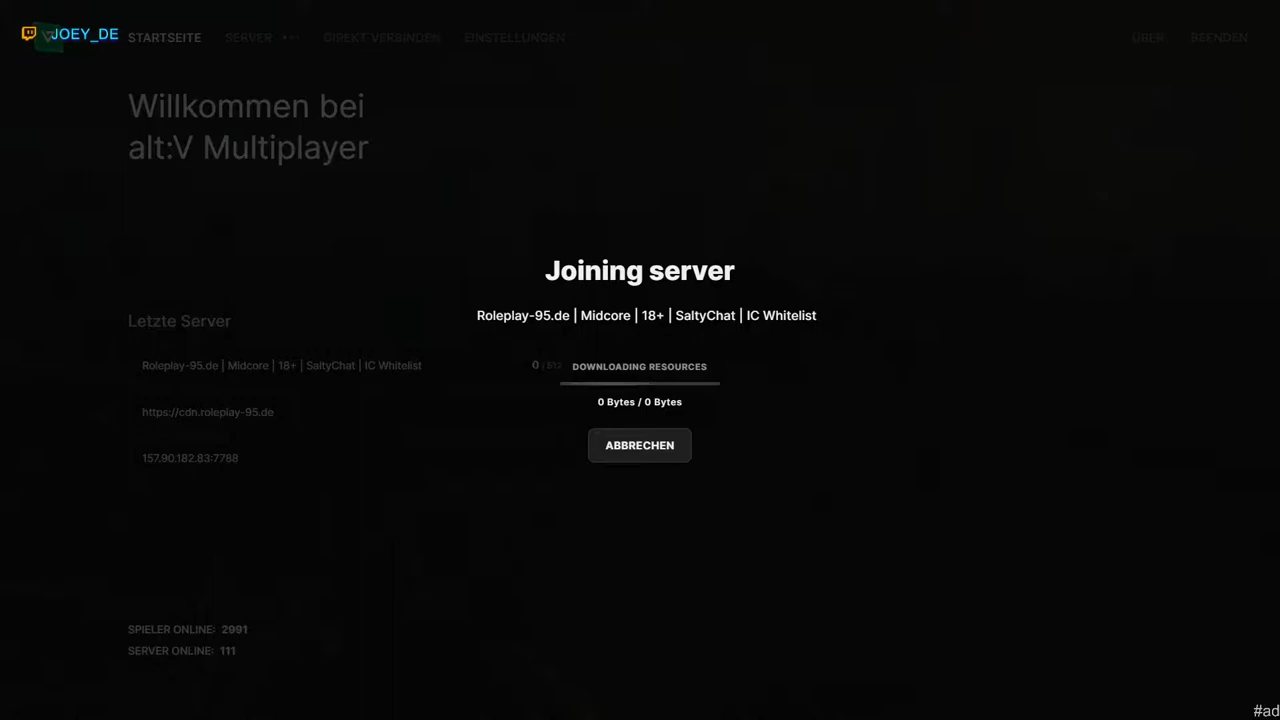 JOEY_DE
STARTSEITE SERVER ••• DIREKT VERBINDEN EINSTELLUNGEN ÜBER BEENDEN
Willkommen bei
alt:V Multiplayer
Joining server
Roleplay-95.de | Midcore | 18+ | SaltyChat | IC Whitelist
Letzte Server
Roleplay-95.de | Midcore | 18+ | SaltyChat | IC Whitelist 0 / 512
DOWNLOADING RESOURCES
0 Bytes / 0 Bytes
https://cdn.roleplay-95.de
ABBRECHEN
157.90.182.83:7788
SPIELER ONLINE: 2991
SERVER ONLINE: 111
#ad